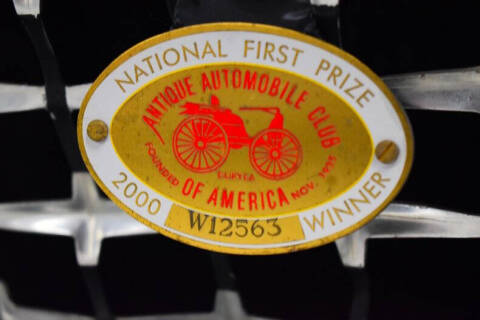 NATIONAL FIRST PRIZE
ANTIQUE AUTOMOBILE CLUB
DURYEA
FOUNDED NOV. 1935
OF AMERICA
2000 WINNER
W12563